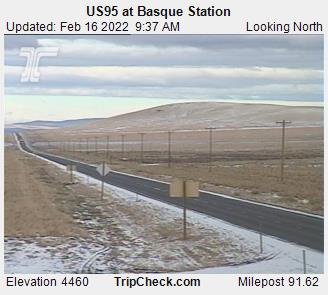 US95 at Basque Station
Updated: Feb 16 2022 9:37 AM Looking North
Elevation 4460 TripCheck.com Milepost 91.62